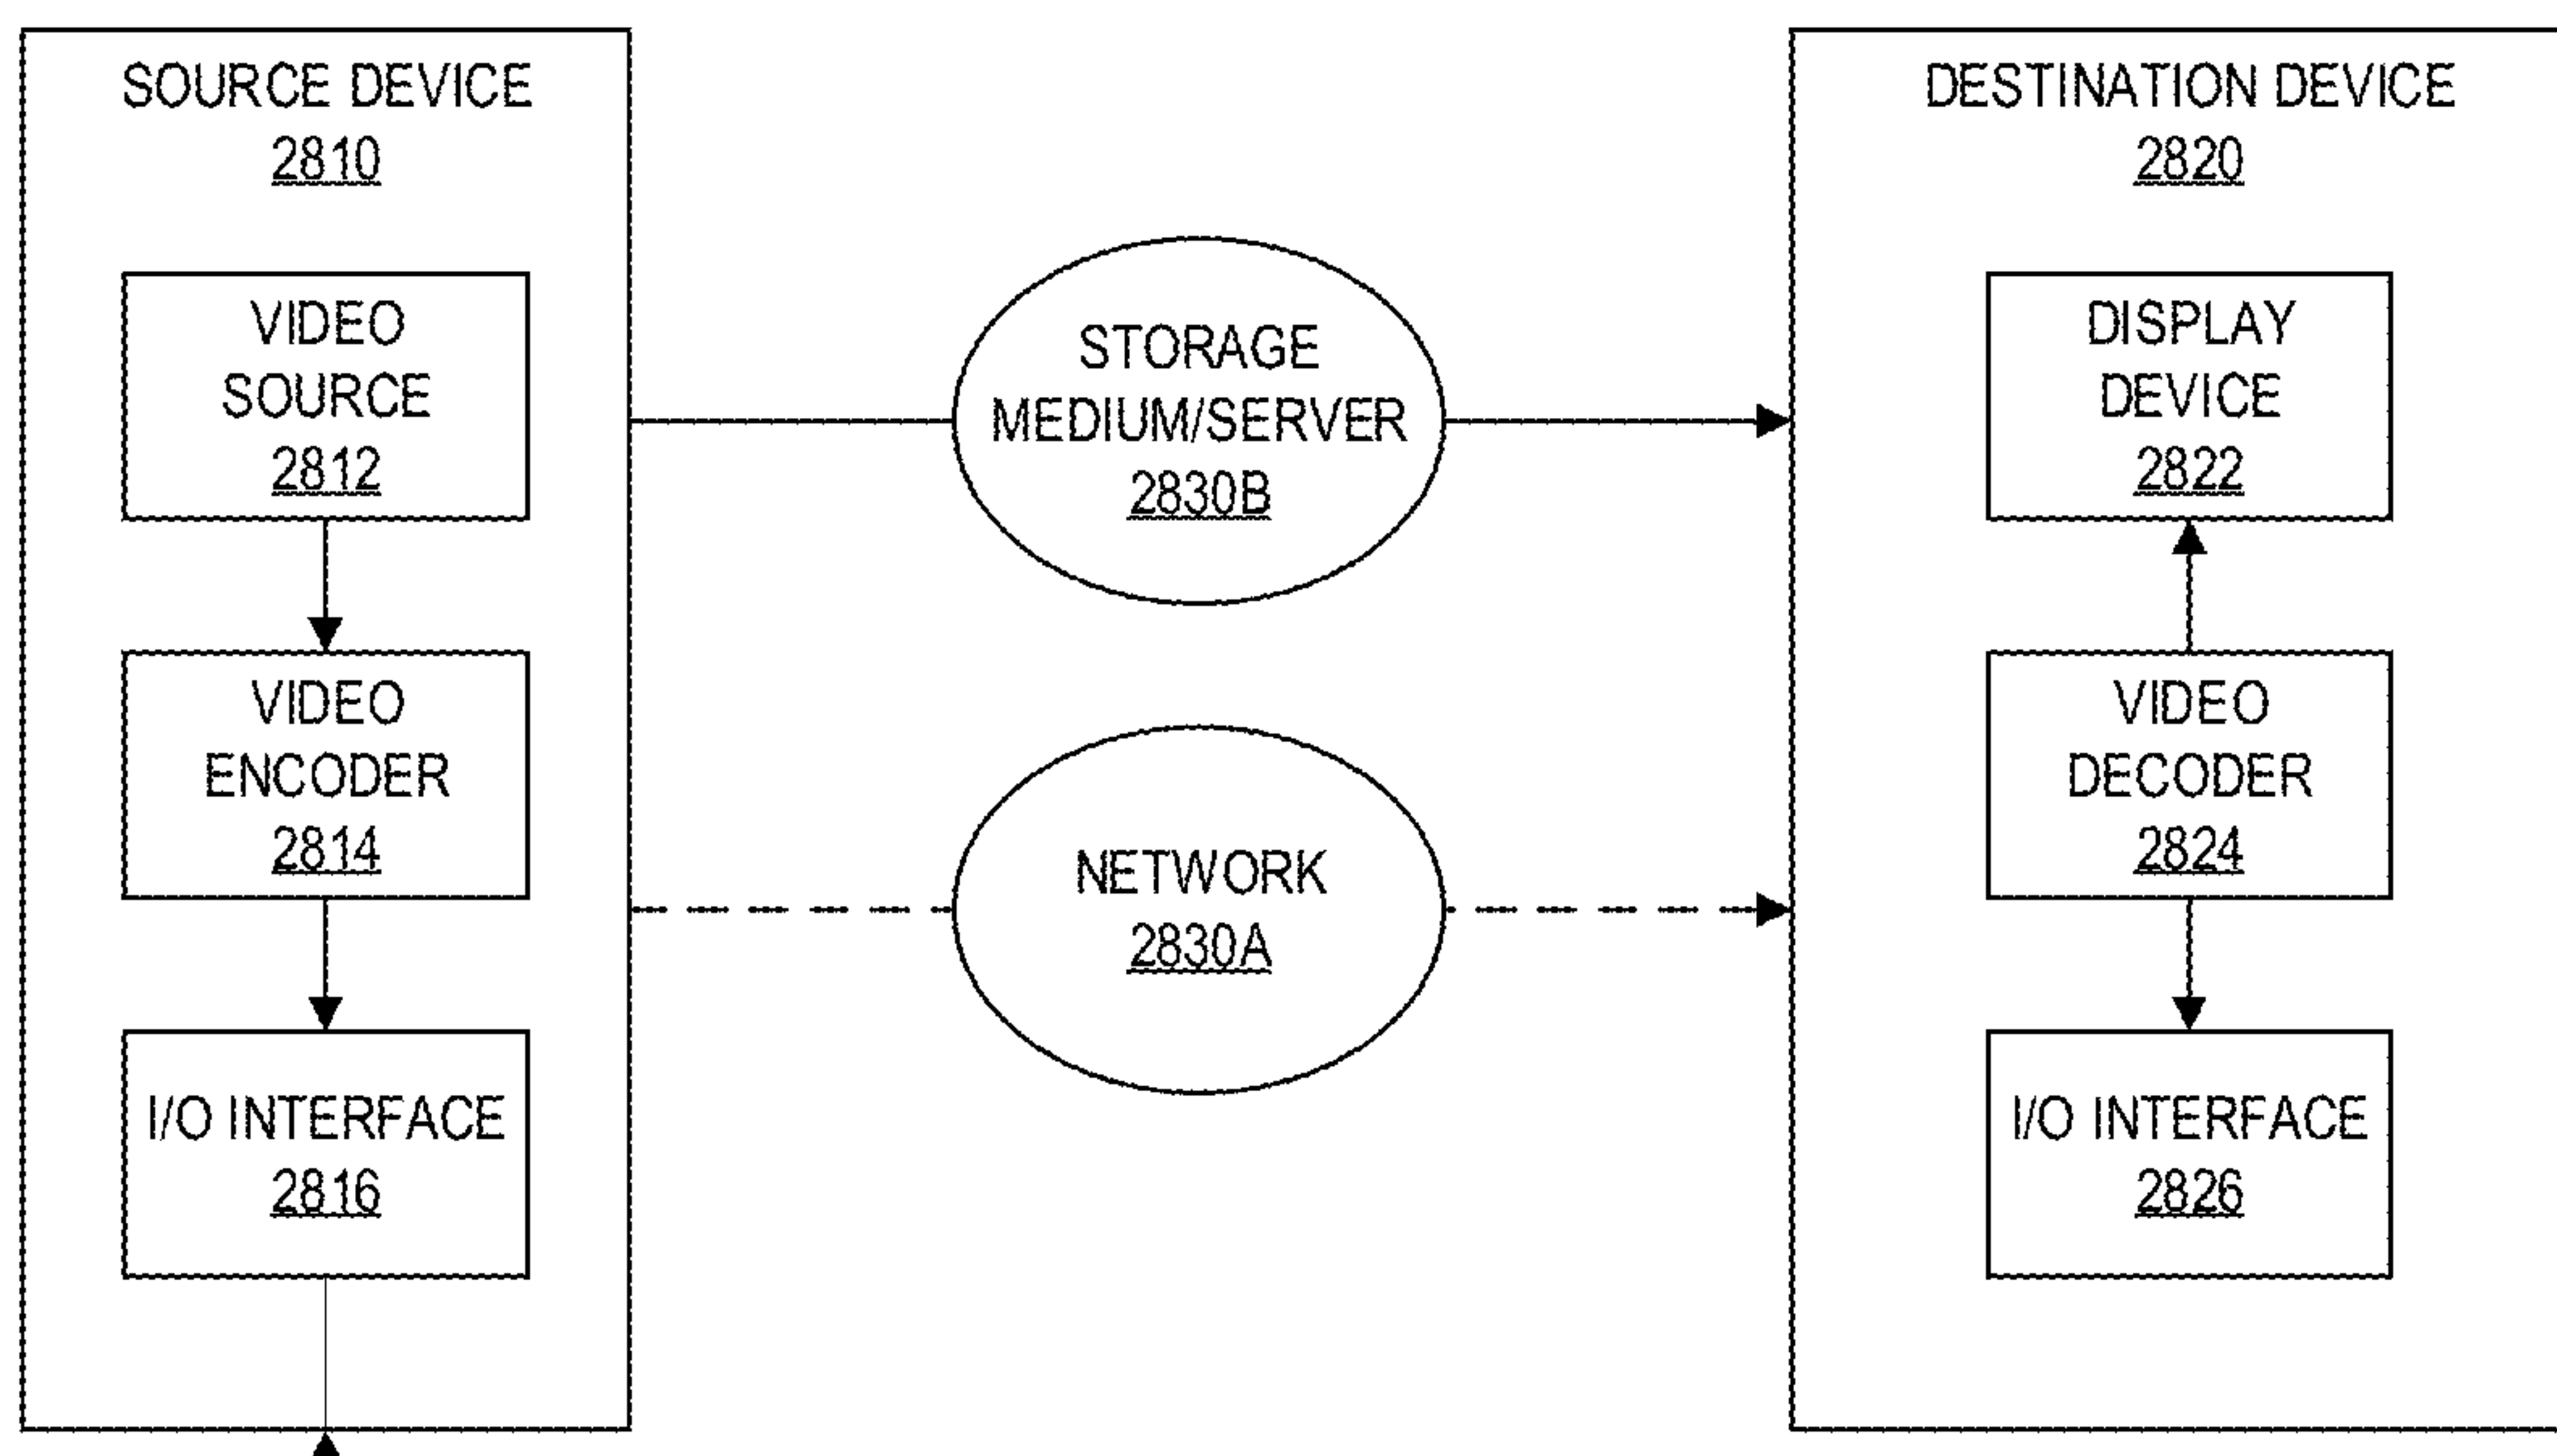 SOURCE DEVICE
2810
VIDEO
SOURCE
2812
VIDEO
ENCODER
2814
I/O INTERFACE
2816
STORAGE
MEDIUM/SERVER
2830B
NETWORK
2830A
DESTINATION DEVICE
2820
DISPLAY
DEVICE
2822
VIDEO
DECODER
2824
I/O INTERFACE
2826